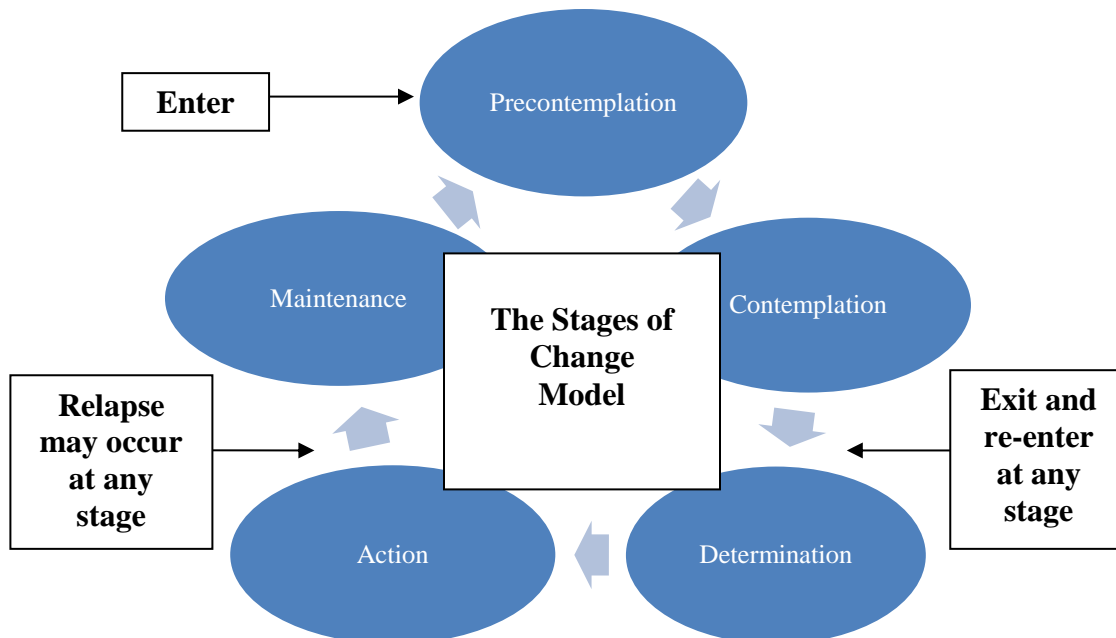 Precontemplation
Enter
Maintenance
Contemplation
The Stages of
Change
Model
Relapse
may occur
at any
stage
Exit and
re-enter
at any
stage
Action
Determination